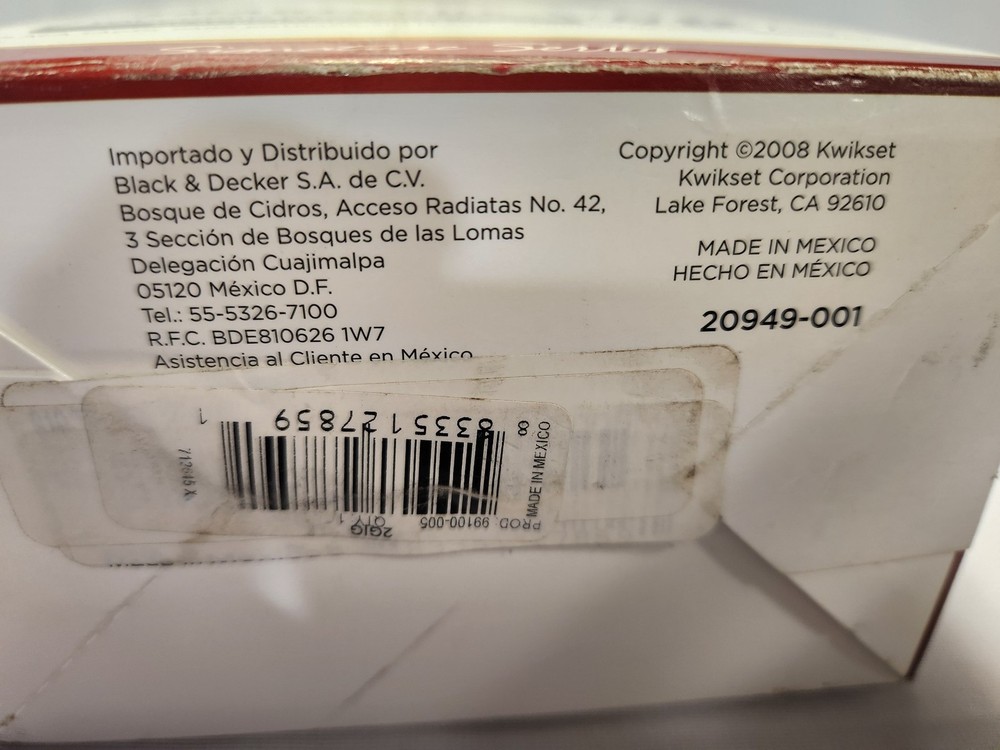 Importado y Distribuido por
Black & Decker S.A. de C.V.
Bosque de Cidros, Acceso Radiatas No. 42,
3 Sección de Bosques de las Lomas
Delegación Cuajimalpa
05120 México D.F.
Tel.: 55-5326-7100
R.F.C. BDE810626 1W7
Asistencia al Cliente en México
Copyright ©2008 Kwikset
Kwikset Corporation
Lake Forest, CA 92610
MADE IN MEXICO
HECHO EN MÉXICO
20949-001
PROD: 99100-005
2GIG
QTY 1
MADE IN MEXICO
8 83351 27859 1